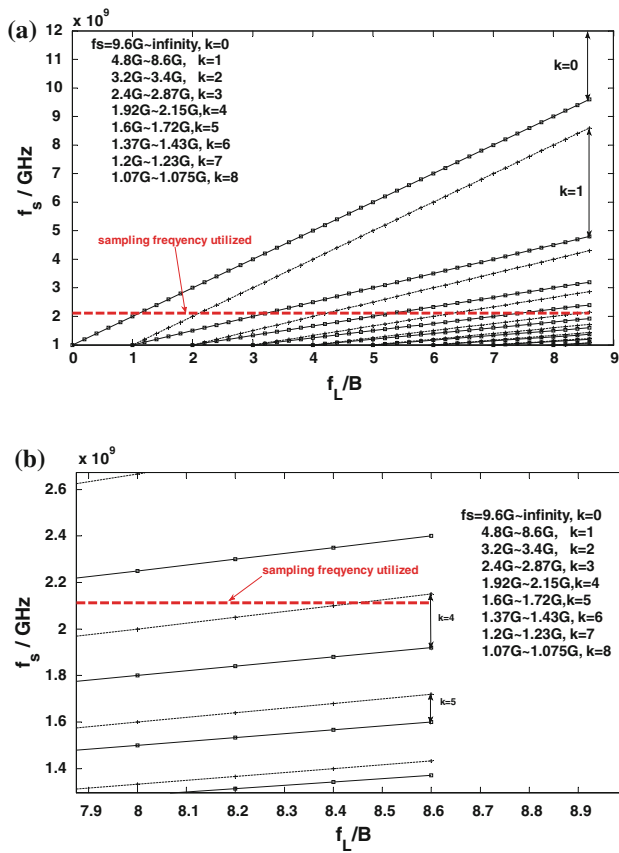 (a)
x 10^9
fs=9.6G~infinity, k=0
4.8G~8.6G, k=1
3.2G~3.4G, k=2
2.4G~2.87G, k=3
1.92G~2.15G,k=4
1.6G~1.72G,k=5
1.37G~1.43G, k=6
1.2G~1.23G, k=7
1.07G~1.075G, k=8
k=0
k=1
sampling freqyency utilized
f_s / GHz
12
11
10
9
8
7
6
5
4
3
2
1
0 1 2 3 4 5 6 7 8 9
f_L/B
(b)
x 10^9
fs=9.6G~infinity, k=0
4.8G~8.6G, k=1
3.2G~3.4G, k=2
2.4G~2.87G, k=3
1.92G~2.15G,k=4
1.6G~1.72G,k=5
1.37G~1.43G, k=6
1.2G~1.23G, k=7
1.07G~1.075G, k=8
sampling freqyency utilized
k=4
k=5
f_s / GHz
2.6
2.4
2.2
2
1.8
1.6
1.4
7.9 8 8.1 8.2 8.3 8.4 8.5 8.6 8.7 8.8 8.9
f_L/B